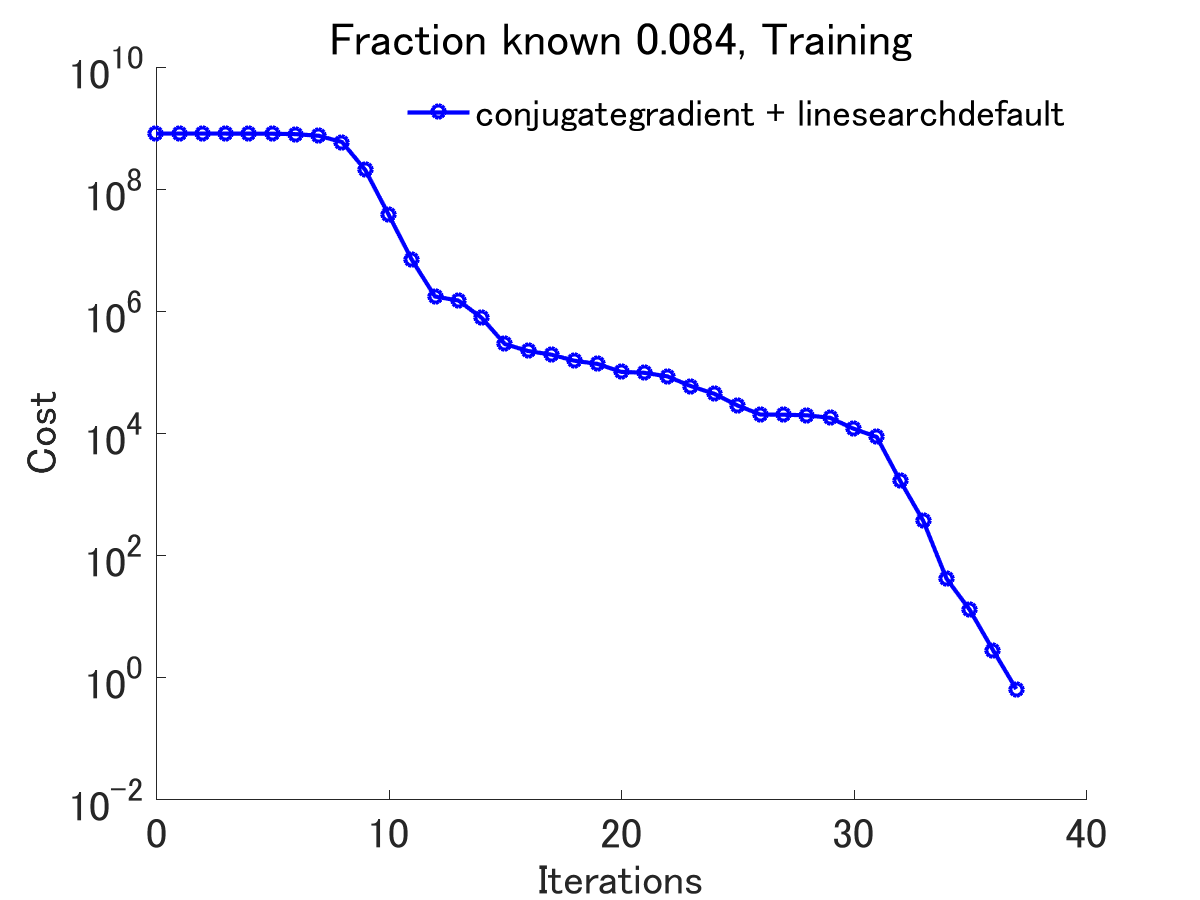 Fraction known 0.084, Training
conjugategradient + linesearchdefault
10^10
10^8
10^6
10^4
10^2
10^0
10^-2
Cost
0 10 20 30 40
Iterations